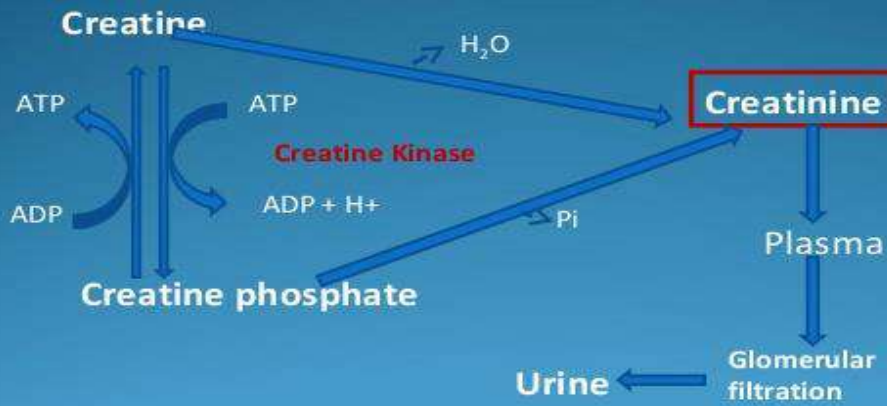 Creatine
H₂O
ATP
ATP
Creatinine
Creatine Kinase
ADP
ADP + H+
Pi
Plasma
Creatine phosphate
Glomerular
filtration
Urine